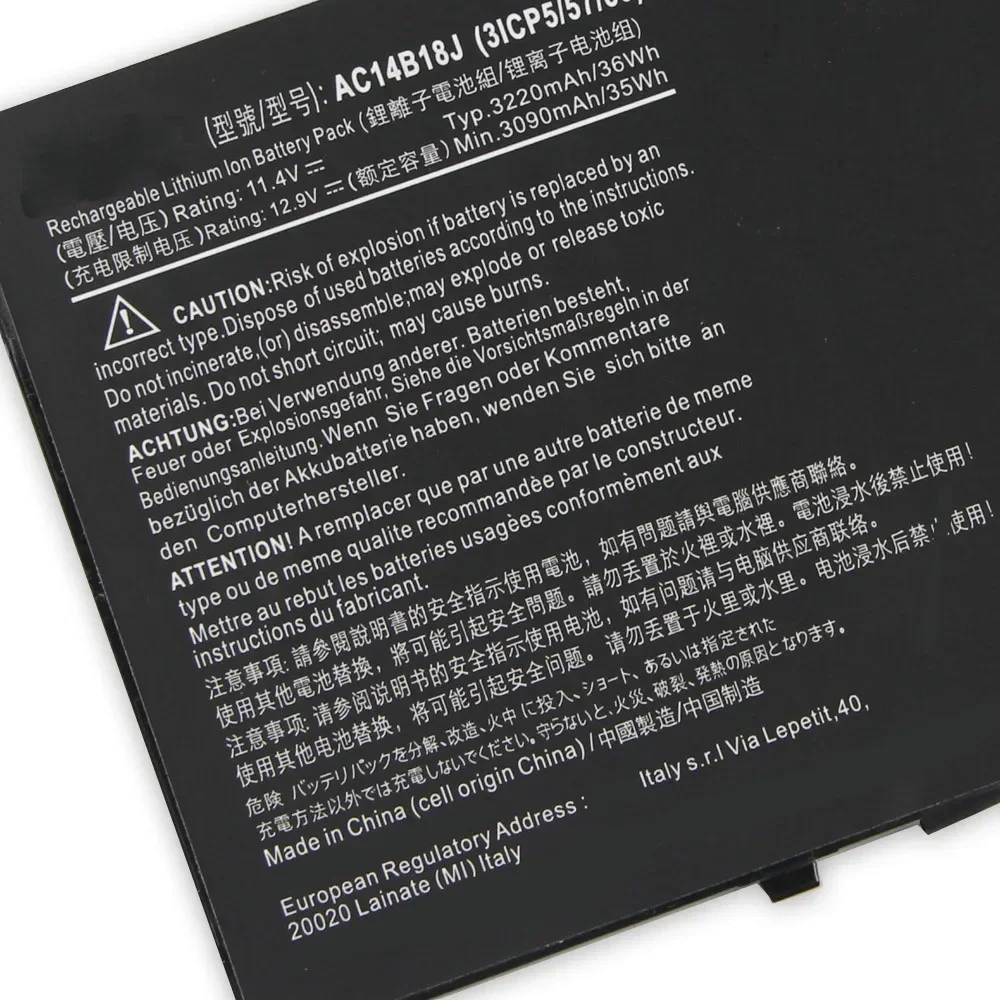 (型號/型号): AC14B18J (3ICP5/57/
Rechargeable Lithium Ion Battery Pack (鋰離子電池組/锂离子电池组)
(電壓/电压) Rating: 11.4V ⎓ Typ.3220mAh/36Wh
(充电限制电压)Rating: 12.9V ⎓ (额定容量) Min.3090mAh/35Wh
CAUTION:Risk of explosion if battery is replaced by an
incorrect type.Dispose of used batteries according to the instructions.
Do not incinerate,(or) disassemble;may explode or release toxic
materials. Do not short circuit; may cause burns.
ACHTUNG:Bei Verwendung anderer. Batterien besteht,
Feuer oder Explosionsgefahr, Siehe die Vorsichtsmaßregeln in der
Bedienungsanleitung.Wenn Sie Fragen oder Kommentare
bezüglich der Akkubatterie haben, wenden Sie sich bitte an
den Computerhersteller.
ATTENTION! A remplacer que par une autre batterie de meme
type ou de meme qualite recommandèe par le constructeur.
Mettre au rebut les batteries usagées conformèment aux
instructions du fabricant.
注意事項: 請參閱說明書的安全指示使用電池, 如有問題請與電腦供應商聯絡.
使用其他電池替換, 將可能引起安全問題. 請勿丟置於火裡或水裡. 電池浸水後禁止使用!
注意事项: 请参阅说明书的安全指示使用电池, 如有问题请与电脑供应商联络.
使用其他电池替换, 将可能引起安全问题. 请勿丢置于火里或水里. 电池浸水后禁 使用!
危険 バッテリパックを分解、改造、火中に投入、ショート、あるいは指定された
充電方法以外では充電しないでください。守らないと、火災、破裂、発熱の原因となります。
Made in China (cell origin China) /中國製造/中国制造
European Regulatory Address : Italy s.r.l Via Lepetit,40,
20020 Lainate (MI) Italy